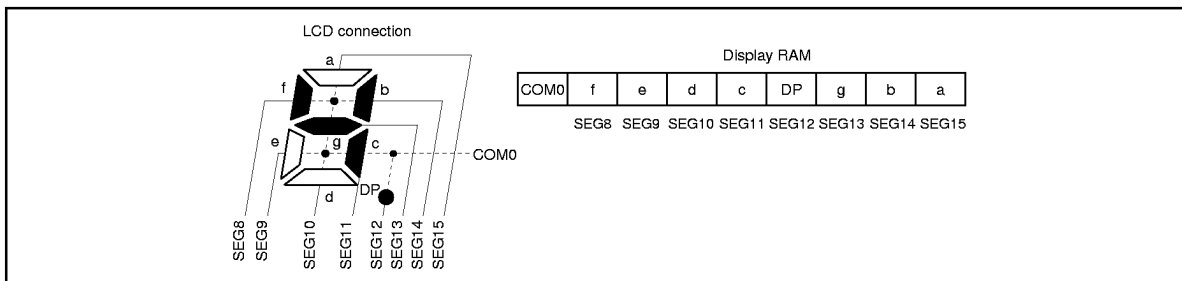 LCD connection
a
f
b
e
g
c
COM0
d
DP
SEG8
SEG9
SEG10
SEG11
SEG12
SEG13
SEG14
SEG15
Display RAM
COM0 f e d c DP g b a
SEG8 SEG9 SEG10 SEG11 SEG12 SEG13 SEG14 SEG15